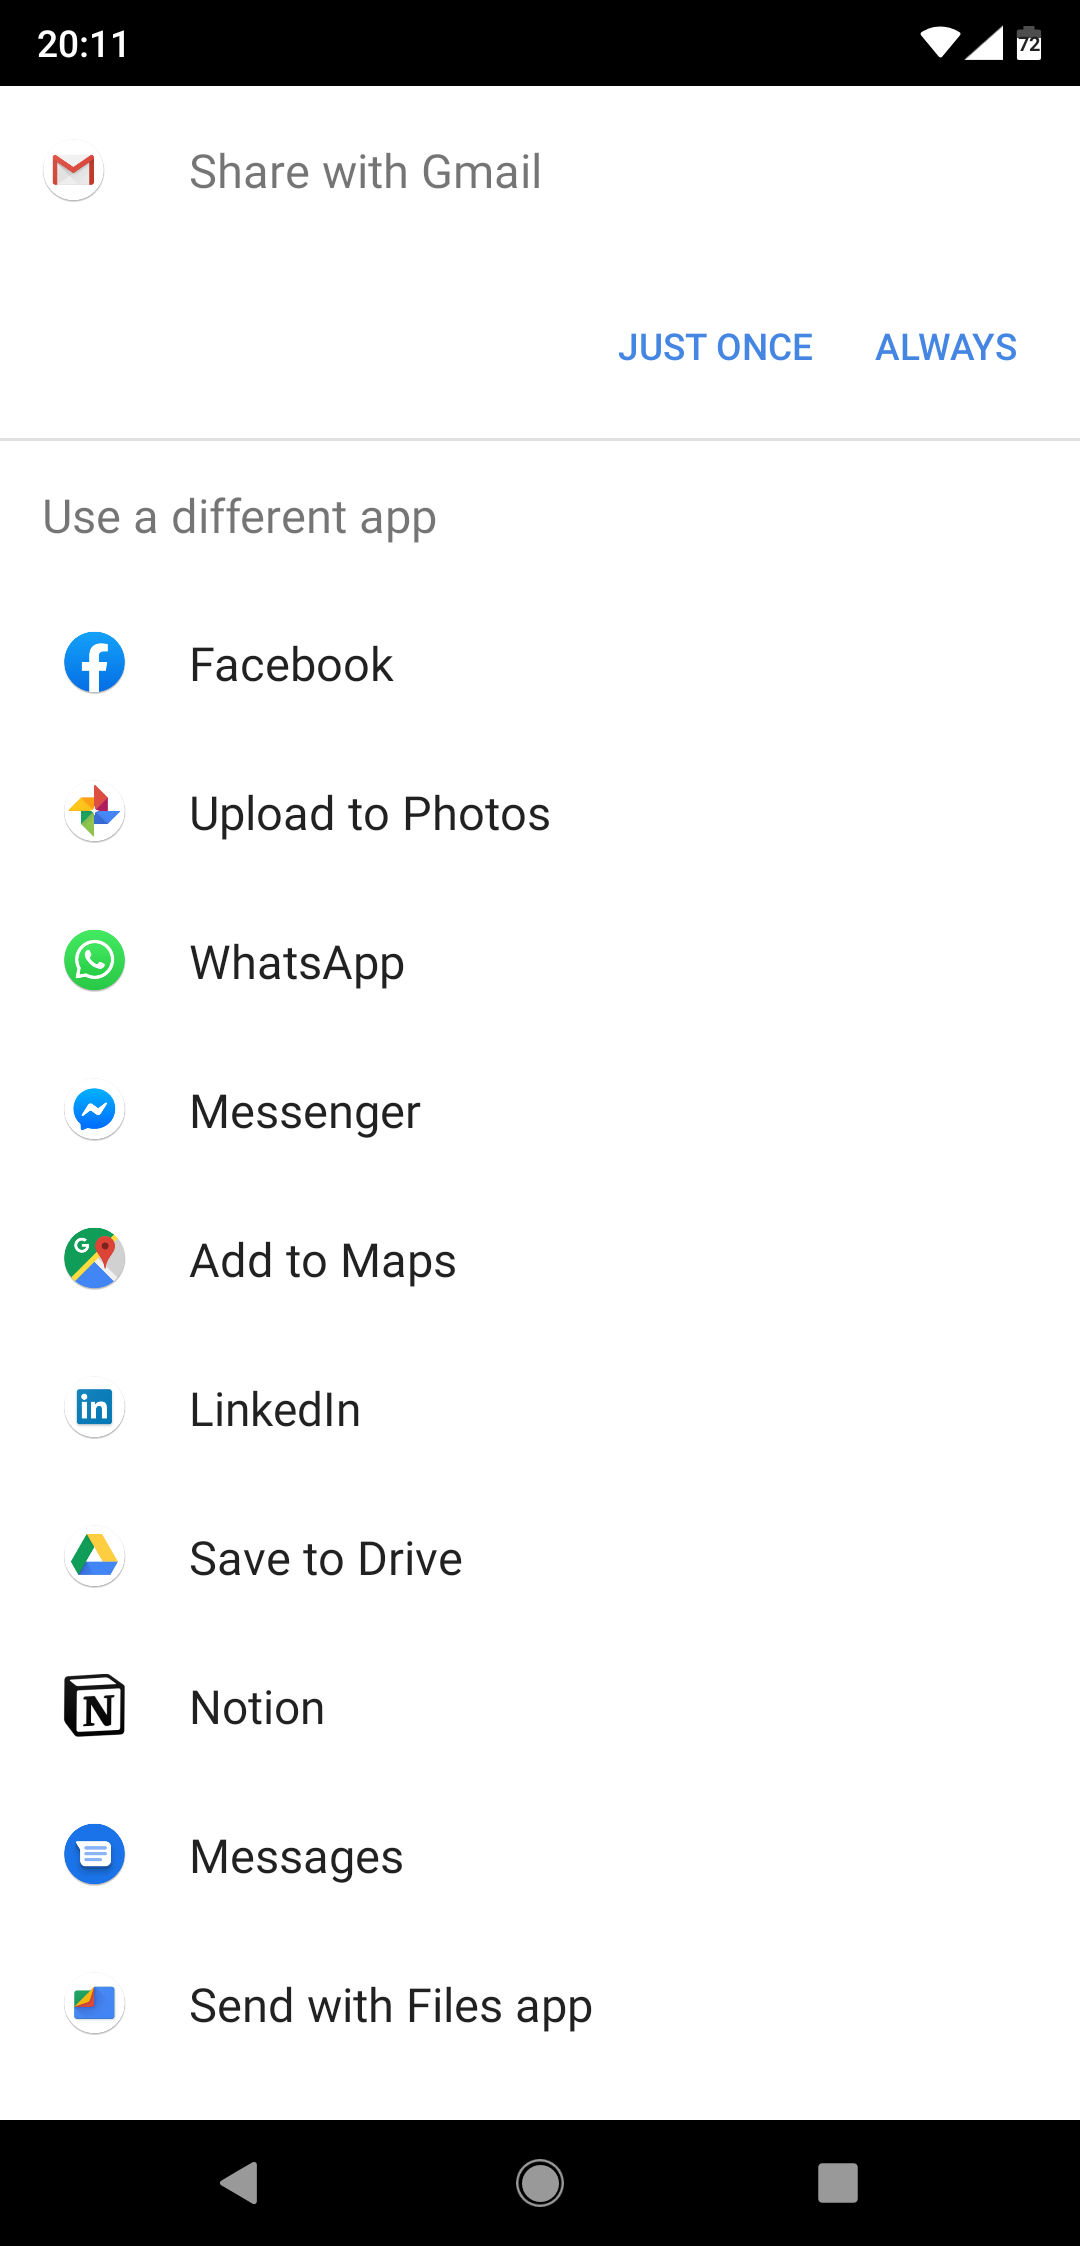 20:11
72
Share with Gmail
JUST ONCE ALWAYS
Use a different app
Facebook
Upload to Photos
WhatsApp
Messenger
G
Add to Maps
in
LinkedIn
Save to Drive
N
Notion
Messages
Send with Files app